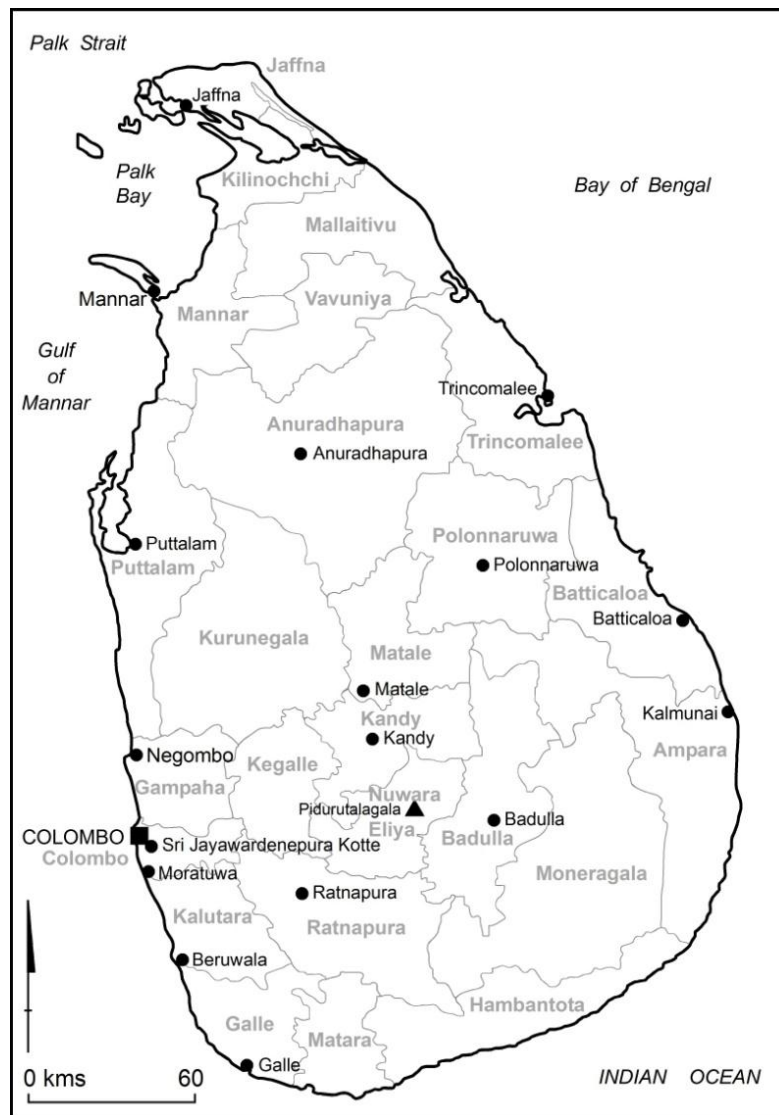 Palk Strait
Jaffna
Jaffna
Palk
Bay
Kilinochchi
Bay of Bengal
Mallaitivu
Mannar
Mannar
Vavuniya
Gulf
of
Mannar
Trincomalee
Anuradhapura
Anuradhapura
Trincomalee
Puttalam
Puttalam
Polonnaruwa
Polonnaruwa
Batticaloa
Batticaloa
Kurunegala
Matale
Matale
Kandy
Kandy
Kalmunai
Ampara
Negombo
Gampaha
Kegalle
Nuwara
Eliya
Pidurutalagala
Badulla
Badulla
COLOMBO
Colombo
Sri Jayawardenepura Kotte
Moratuwa
Moneragala
Ratnapura
Ratnapura
Kalutara
Beruwala
Hambantota
Galle
Matara
Galle
0 kms 60
INDIAN OCEAN